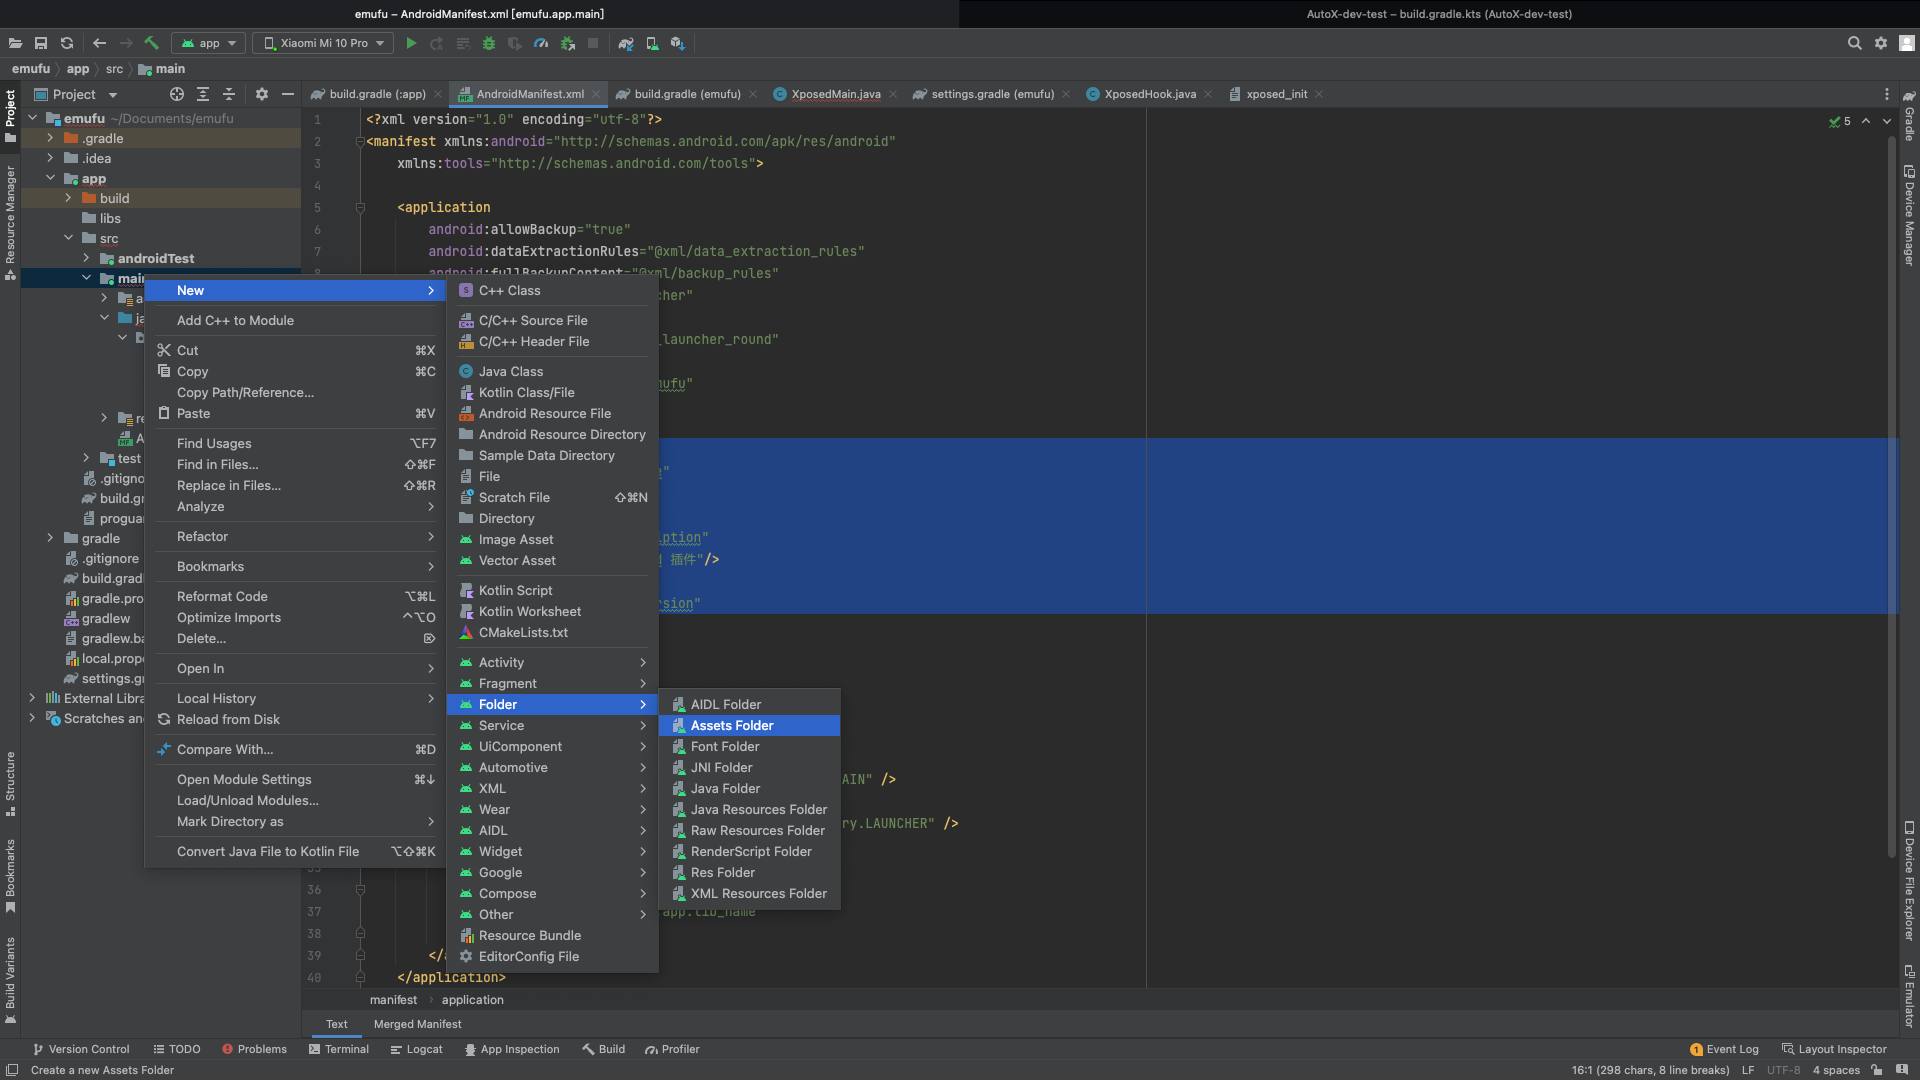 emufu – AndroidManifest.xml [emufu.app.main]
AutoX-dev-test – build.gradle.kts (AutoX-dev-test)
app
Xiaomi Mi 10 Pro
emufu
app
src
main
Project
build.gradle (:app)
AndroidManifest.xml
build.gradle (emufu)
XposedMain.java
settings.gradle (emufu)
XposedHook.java
xposed_init
Project
Resource Manager
Structure
Bookmarks
Build Variants
emufu ~/Documents/emufu
.gradle
.idea
app
build
libs
src
androidTest
main
test
.gitigno
build.gr
proguar
gradle
.gitignore
build.grad
gradle.pro
gradlew
gradlew.ba
local.prope
settings.gr
External Libra
Scratches an
New
Add C++ to Module
Cut ⌘X
Copy ⌘C
Copy Path/Reference...
Paste ⌘V
Find Usages ⌥F7
Find in Files... ⇧⌘F
Replace in Files... ⇧⌘R
Analyze
Refactor
Bookmarks
Reformat Code ⌥⌘L
Optimize Imports ^⌥O
Delete... ⌦
Open In
Local History
Reload from Disk
Compare With... ⌘D
Open Module Settings ⌘↓
Load/Unload Modules...
Mark Directory as
Convert Java File to Kotlin File ⌥⇧⌘K
C++ Class
C/C++ Source File
C/C++ Header File
Java Class
Kotlin Class/File
Android Resource File
Android Resource Directory
Sample Data Directory
File
Scratch File ⇧⌘N
Directory
Image Asset
Vector Asset
Kotlin Script
Kotlin Worksheet
CMakeLists.txt
Activity
Fragment
Folder
Service
UiComponent
Automotive
XML
Wear
AIDL
Widget
Google
Compose
Other
Resource Bundle
EditorConfig File
AIDL Folder
Assets Folder
Font Folder
JNI Folder
Java Folder
Java Resources Folder
Raw Resources Folder
RenderScript Folder
Res Folder
XML Resources Folder
1 <?xml version="1.0" encoding="utf-8"?>
2 <manifest xmlns:android="http://schemas.android.com/apk/res/android"
3 xmlns:tools="http://schemas.android.com/tools">
4
5 <application
6 android:allowBackup="true"
7 android:dataExtractionRules="@xml/data_extraction_rules"
8 android:fullBackupContent="@xml/backup_rules"
cher"
_launcher_round"
mufu"
"
ption"
插件"/>
rsion"
AIN" />
ry.LAUNCHER" />
35
36
37 app.lib_name
38
39 </
40 </application>
5
manifest
application
Text
Merged Manifest
Gradle
Device Manager
Device File Explorer
Emulator
Version Control
TODO
Problems
Terminal
Logcat
App Inspection
Build
Profiler
1 Event Log
Layout Inspector
Create a new Assets Folder
16:1 (298 chars, 8 line breaks)
LF
UTF-8
4 spaces